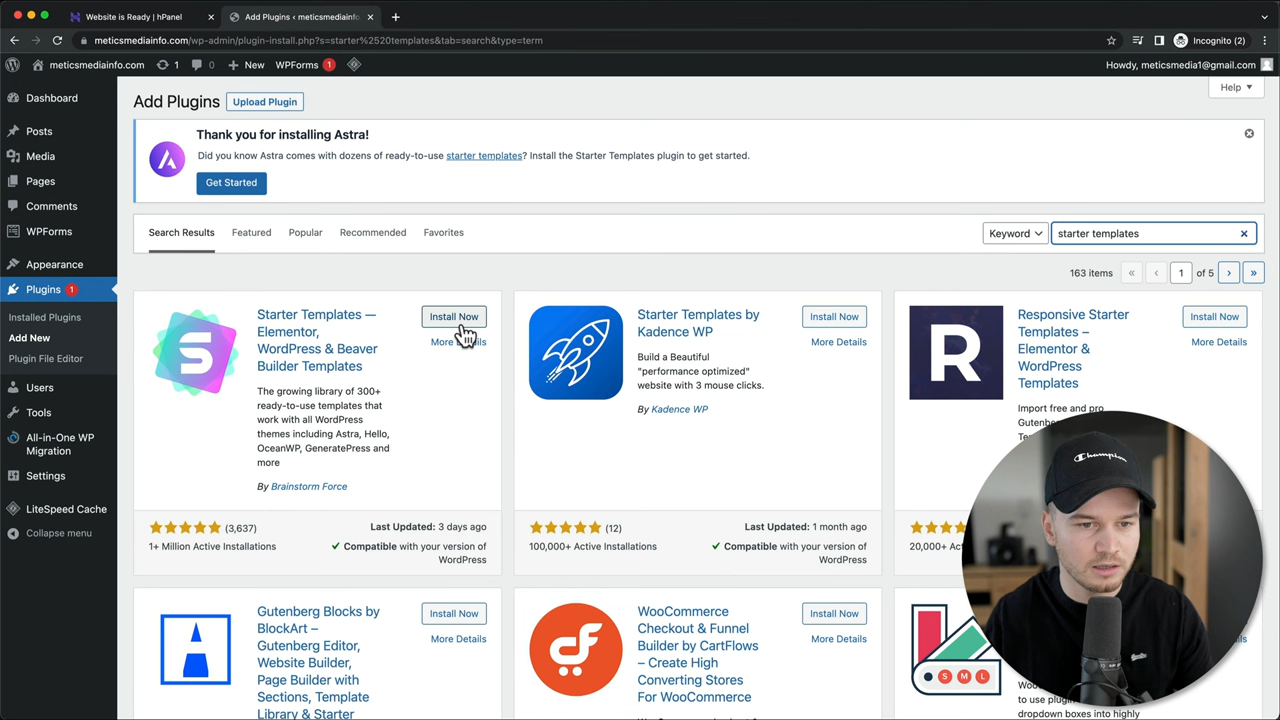 Website is Ready | hPanel
Add Plugins ‹ meticsmediainfo.
meticsmediainfo.com/wp-admin/plugin-install.php?s=starter%2520templates&tab=search&type=term
Incognito (2)
meticsmediainfo.com
1
0
New
WPForms 1
Howdy, meticsmedia1@gmail.com
Dashboard
Posts
Media
Pages
Comments
WPForms
Appearance
Plugins 1
Installed Plugins
Add New
Plugin File Editor
Users
Tools
All-in-One WP
Migration
Settings
LiteSpeed Cache
Collapse menu
Add Plugins
Upload Plugin
Help
Thank you for installing Astra!
Did you know Astra comes with dozens of ready-to-use starter templates? Install the Starter Templates plugin to get started.
Get Started
Search Results
Featured
Popular
Recommended
Favorites
Keyword
starter templates
163 items « ‹ 1 of 5 › »
Starter Templates —
Elementor,
WordPress & Beaver
Builder Templates
Install Now
More Details
The growing library of 300+
ready-to-use templates that
work with all WordPress
themes including Astra, Hello,
OceanWP, GeneratePress and
more
By Brainstorm Force
(3,637)
1+ Million Active Installations
Last Updated: 3 days ago
Compatible with your version of
WordPress
Starter Templates by
Kadence WP
Install Now
More Details
Build a Beautiful
"performance optimized"
website with 3 mouse clicks.
By Kadence WP
(12)
100,000+ Active Installations
Last Updated: 1 month ago
Compatible with your version of
WordPress
R
Responsive Starter
Templates –
Elementor &
WordPress
Templates
Install Now
More Details
Import free and pro
20,000+
Gutenberg Blocks by
BlockArt –
Gutenberg Editor,
Website Builder,
Page Builder with
Sections, Template
Library & Starter
Install Now
More Details
WooCommerce
Checkout & Funnel
Builder by CartFlows
– Create High
Converting Stores
For WooCommerce
Install Now
More Details
S M L
to use plugin
dropdown boxes into highly
Champion